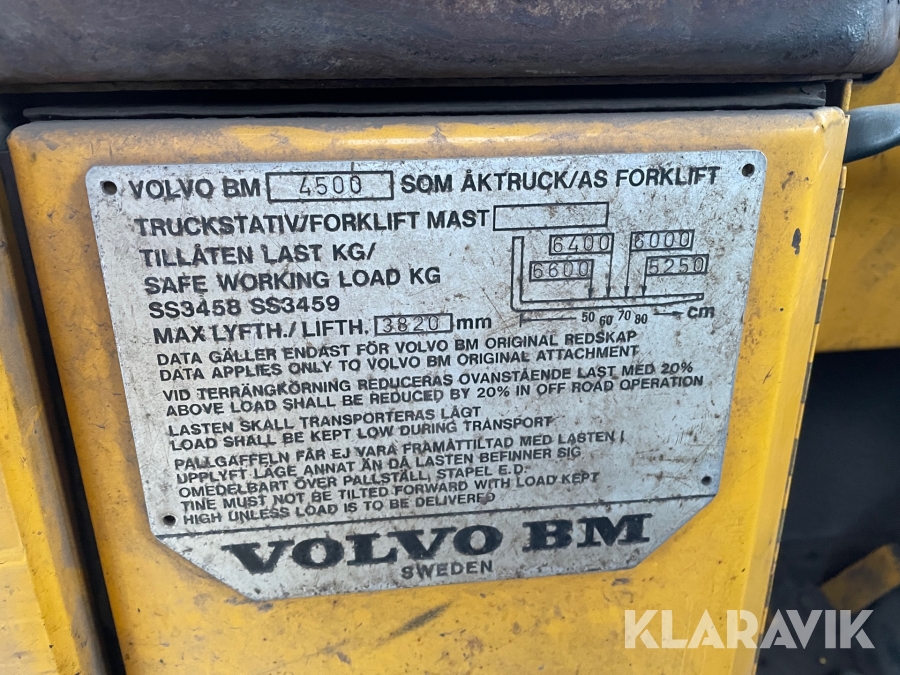 VOLVO BM 4500 SOM ÅKTRUCK/AS FORKLIFT
TRUCKSTATIV/FORKLIFT MAST
TILLÅTEN LAST KG/
SAFE WORKING LOAD KG
SS3458 SS3459
6400 6000
6600 5250
50 60 70 80 cm
MAX LYFTH./LIFTH. 3820 mm
DATA GÄLLER ENDAST FÖR VOLVO BM ORIGINAL REDSKAP
DATA APPLIES ONLY TO VOLVO BM ORIGINAL ATTACHMENT
VID TERRÄNGKÖRNING REDUCERAS OVANSTÅENDE LAST MED 20%
ABOVE LOAD SHALL BE REDUCED BY 20% IN OFF ROAD OPERATION
LASTEN SKALL TRANSPORTERAS LÅGT
LOAD SHALL BE KEPT LOW DURING TRANSPORT
PALLGAFFELN FÅR EJ VARA FRAMÅTTILTAD MED LASTEN I
UPPLYFT LÄGE ANNAT ÄN DÅ LASTEN BEFINNER SIG
OMEDELBART ÖVER PALLSTÄLL, STAPEL E.D.
TINE MUST NOT BE TILTED FORWARD WITH LOAD KEPT
HIGH UNLESS LOAD IS TO BE DELIVERED
VOLVO BM
SWEDEN
KLARAVIK